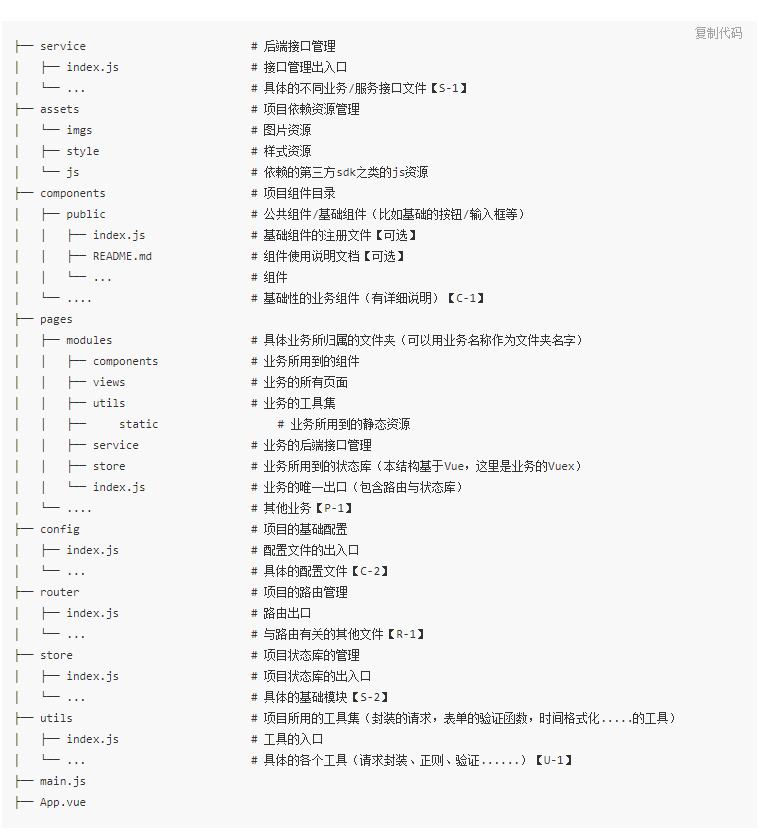 复制代码
├── service                         # 后端接口管理
│   ├── index.js                    # 接口管理出入口
│   └── ...                         # 具体的不同业务/服务接口文件【S-1】
├── assets                          # 项目依赖资源管理
│   └── imgs                        # 图片资源
│   ├── style                       # 样式资源
│   └── js                          # 依赖的第三方sdk之类的js资源
├── components                      # 项目组件目录
│   ├── public                      # 公共组件/基础组件（比如基础的按钮/输入框等）
│   │   ├── index.js                # 基础组件的注册文件【可选】
│   │   ├── README.md               # 组件使用说明文档【可选】
│   │   └── ...                     # 组件
│   └── ....                        # 基础性的业务组件（有详细说明）【C-1】
├── pages
│   ├── modules                     # 具体业务所归属的文件夹（可以用业务名称作为文件夹名字）
│   │   ├── components              # 业务所用到的组件
│   │   ├── views                   # 业务的所有页面
│   │   ├── utils                   # 业务的工具集
│   │   ├──     static                  # 业务所用到的静态资源
│   │   ├── service                 # 业务的后端接口管理
│   │   ├── store                   # 业务所用到的状态库（本结构基于Vue，这里是业务的Vuex）
│   │   └── index.js                # 业务的唯一出口（包含路由与状态库）
│   └── ....                        # 其他业务【P-1】
├── config                          # 项目的基础配置
│   ├── index.js                    # 配置文件的出入口
│   └── ...                         # 具体的配置文件【C-2】
├── router                          # 项目的路由管理
│   ├── index.js                    # 路由出口
│   └── ...                         # 与路由有关的其他文件【R-1】
├── store                           # 项目状态库的管理
│   ├── index.js                    # 项目状态库的出入口
│   └── ...                         # 具体的基础模块【S-2】
├── utils                           # 项目所用的工具集（封装的请求，表单的验证函数，时间格式化.....的工具）
│   ├── index.js                    # 工具的入口
│   └── ...                         # 具体的各个工具（请求封装、正则、验证......）【U-1】
├── main.js
├── App.vue